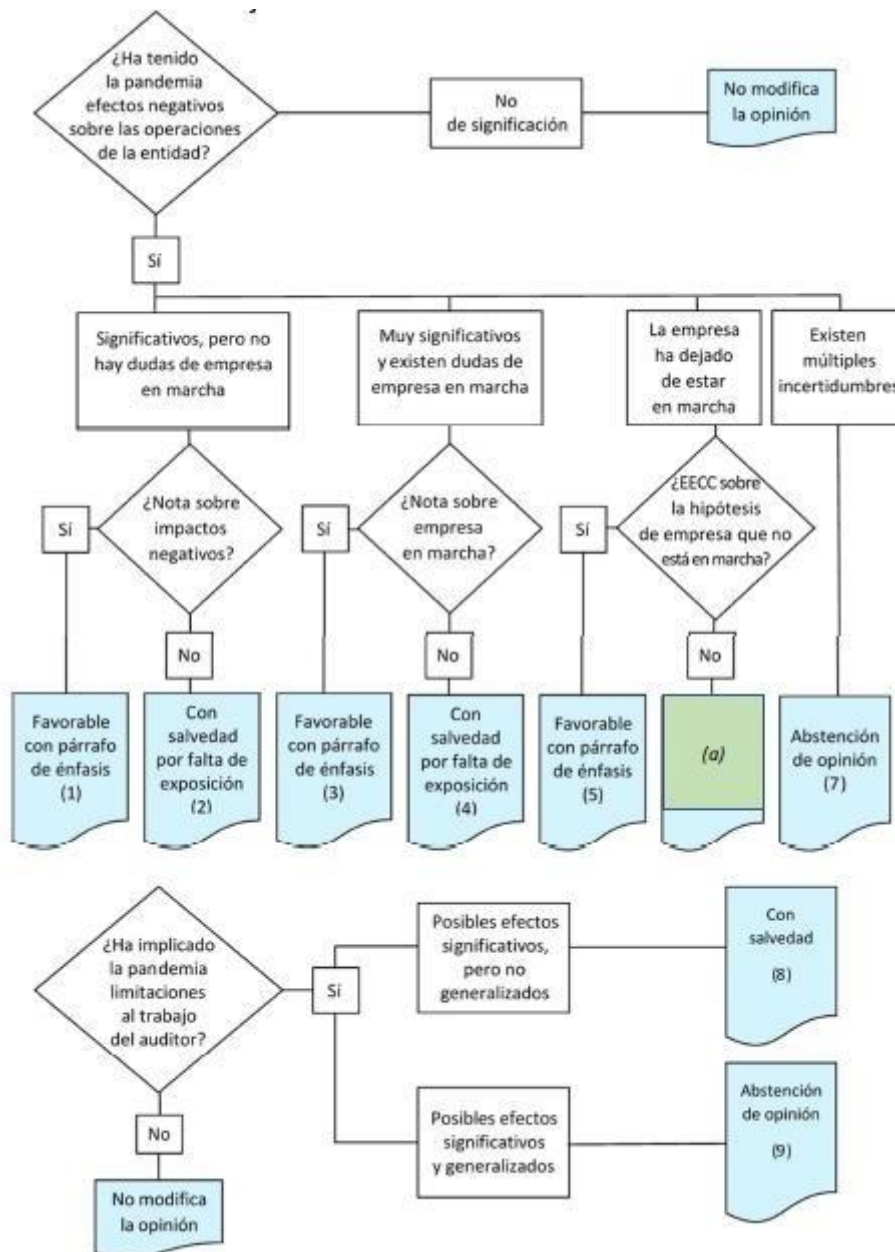 ¿Ha tenido
la pandemia
efectos negativos
sobre las operaciones
de la entidad?
No
de significación
No modifica
la opinión
Sí
Significativos, pero no
hay dudas de empresa
en marcha
Muy significativos
y existen dudas de
empresa en marcha
La empresa
ha dejado
de estar
en marcha
Existen
múltiples
incertidumbres
Sí
¿Nota sobre
impactos
negativos?
Sí
¿Nota sobre
empresa
en marcha?
Sí
¿EECC sobre
la hipótesis
de empresa que no
está en marcha?
No
No
No
Favorable
con párrafo
de énfasis
(1)
Con
salvedad
por falta de
exposición
(2)
Favorable
con párrafo
de énfasis
(3)
Con
salvedad
por falta de
exposición
(4)
Favorable
con párrafo
de énfasis
(5)
(a)
Abstención
de opinión
(7)
¿Ha implicado
la pandemia
limitaciones
al trabajo
del auditor?
Sí
Posibles efectos
significativos,
pero no
generalizados
Con
salvedad
(8)
Posibles efectos
significativos
y generalizados
Abstención
de opinión
(9)
No
No modifica
la opinión